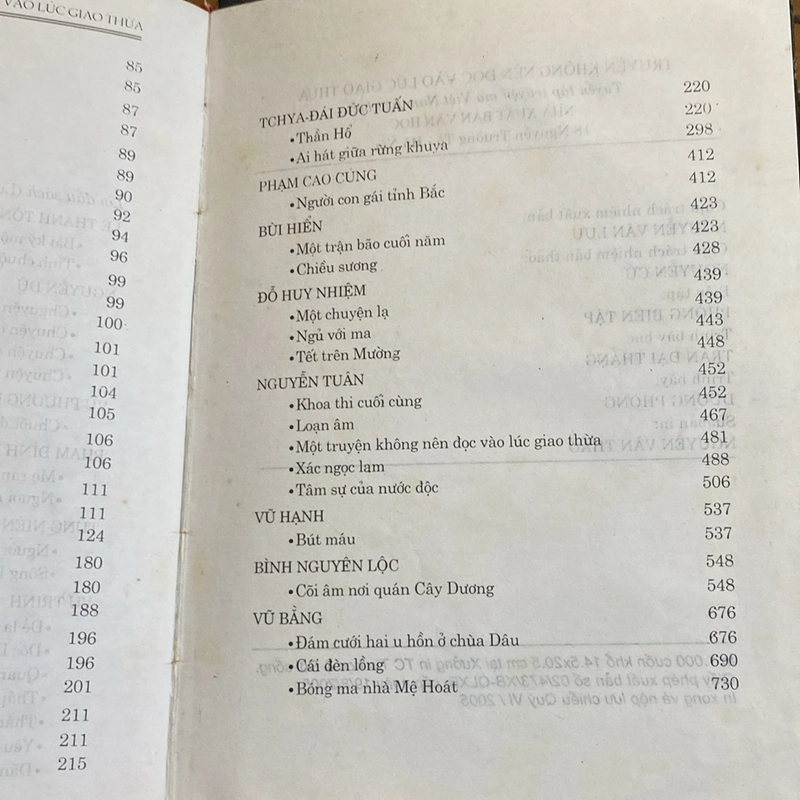 VÀO LÚC GIAO THỪA
85
85
87
87
89
89
90
92
94
96
99
99
100
101
101
104
105
106
106
111
111
124
180
180
188
196
196
201
211
211
215
TCHYA-ĐÁI ĐỨC TUẤN 220
•Thần Hổ 220
•Ai hát giữa rừng khuya 298
PHẠM CAO CỦNG 412
•Người con gái tỉnh Bắc 412
BÙI HIỂN 423
•Một trận bão cuối năm 423
•Chiều sương 428
ĐỖ HUY NHIỆM 439
•Một chuyện lạ 439
•Ngủ với ma 443
•Tết trên Mường 448
NGUYỄN TUÂN 452
•Khoa thi cuối cùng 452
•Loạn âm 467
•Một truyện không nên đọc vào lúc giao thừa 481
•Xác ngọc lam 488
•Tâm sự của nước độc 506
VŨ HẠNH 537
•Bút máu 537
BÌNH NGUYÊN LỘC 548
•Cõi âm nơi quán Cây Dương 548
VŨ BẰNG 676
•Đám cưới hai u hồn ở chùa Dâu 676
•Cái đèn lồng 690
•Bóng ma nhà Mệ Hoát 730